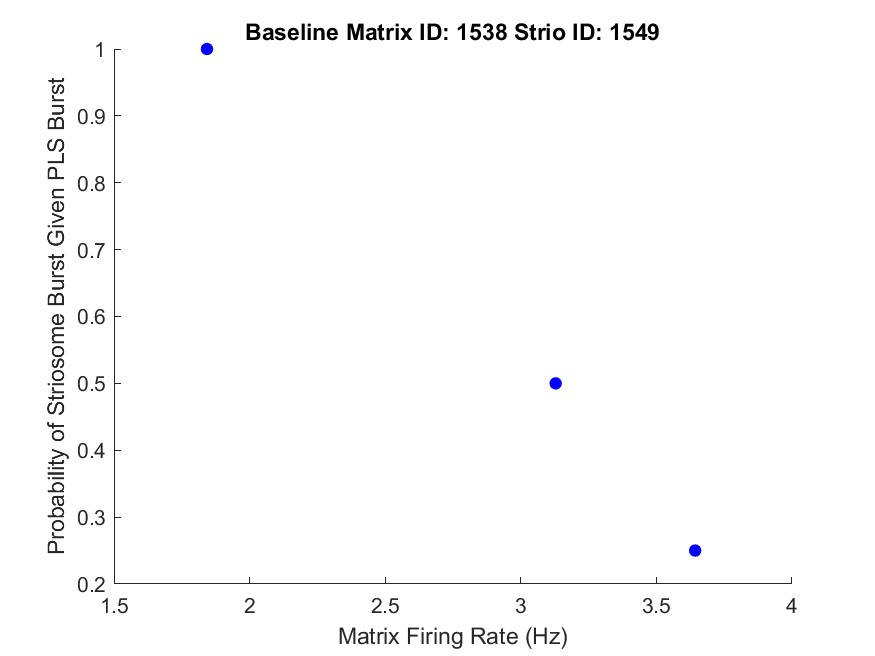 Baseline Matrix ID: 1538 Strio ID: 1549
Probability of Striosome Burst Given PLS Burst
1
0.9
0.8
0.7
0.6
0.5
0.4
0.3
0.2
1.5 2 2.5 3 3.5 4
Matrix Firing Rate (Hz)